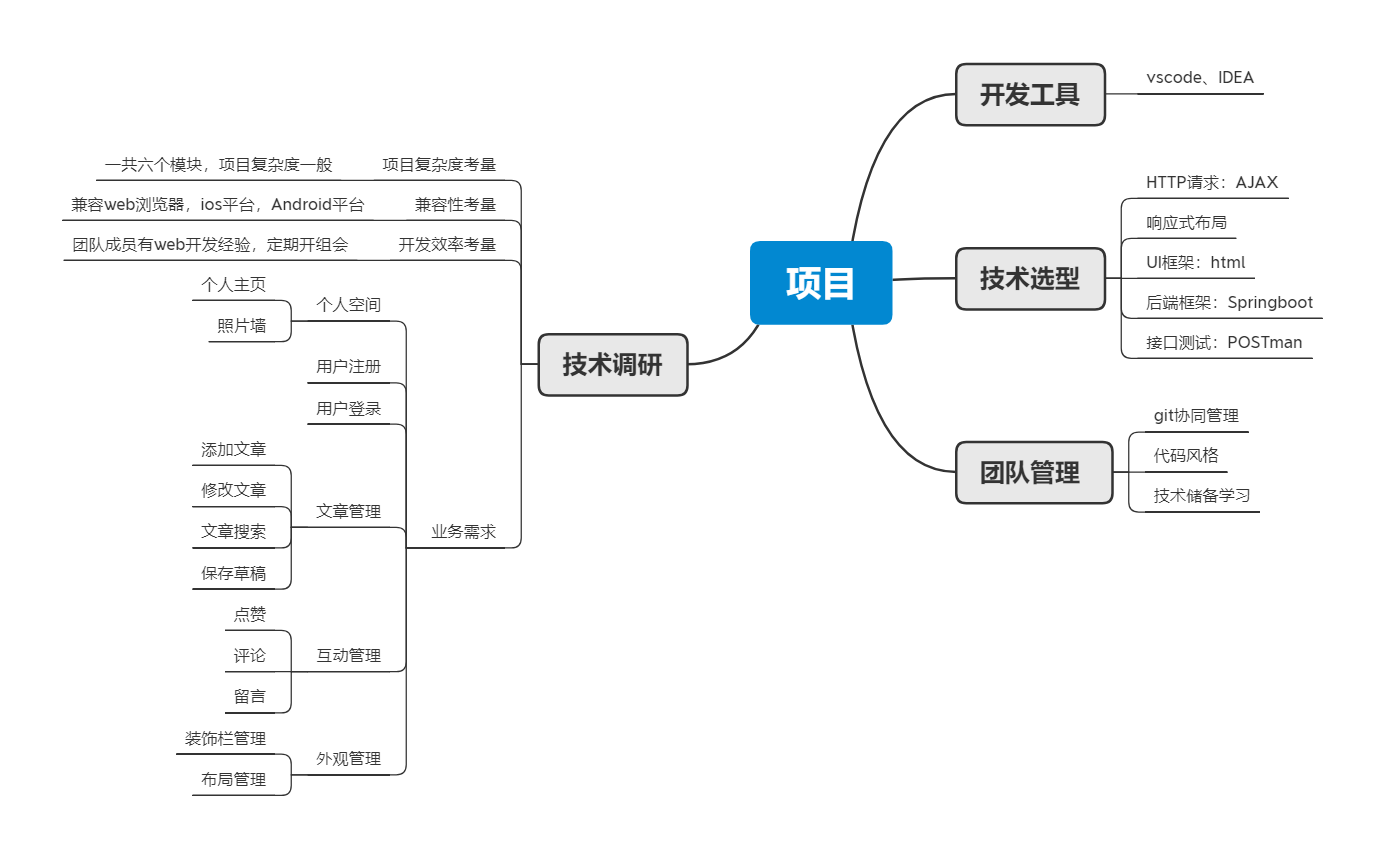 项目
开发工具
vscode、IDEA
技术选型
HTTP请求：AJAX
响应式布局
UI框架：html
后端框架：Springboot
接口测试：POSTman
团队管理
git协同管理
代码风格
技术储备学习
技术调研
项目复杂度考量
一共六个模块，项目复杂度一般
兼容性考量
兼容web浏览器，ios平台，Android平台
开发效率考量
团队成员有web开发经验，定期开组会
业务需求
个人空间
个人主页
照片墙
用户注册
用户登录
文章管理
添加文章
修改文章
文章搜索
保存草稿
互动管理
点赞
评论
留言
外观管理
装饰栏管理
布局管理